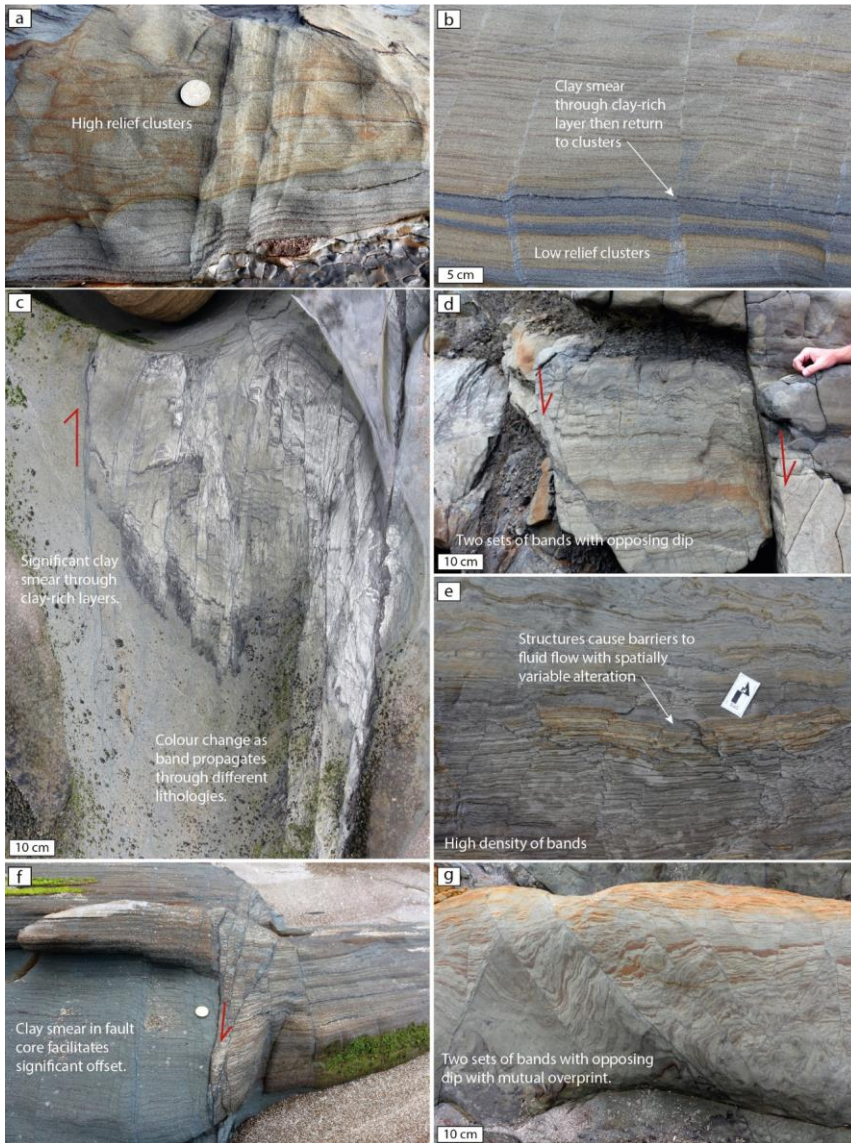 a
High relief clusters
b
Clay smear
through clay-rich
layer then return
to clusters
Low relief clusters
5 cm
c
Significant clay
smear through
clay-rich layers.
Colour change as
band propagates
through different
lithologies.
10 cm
d
Two sets of bands with opposing dip
10 cm
e
Structures cause barriers to
fluid flow with spatially
variable alteration
High density of bands
f
Clay smear in fault
core facilitates
significant offset.
g
Two sets of bands with opposing
dip with mutual overprint.
10 cm